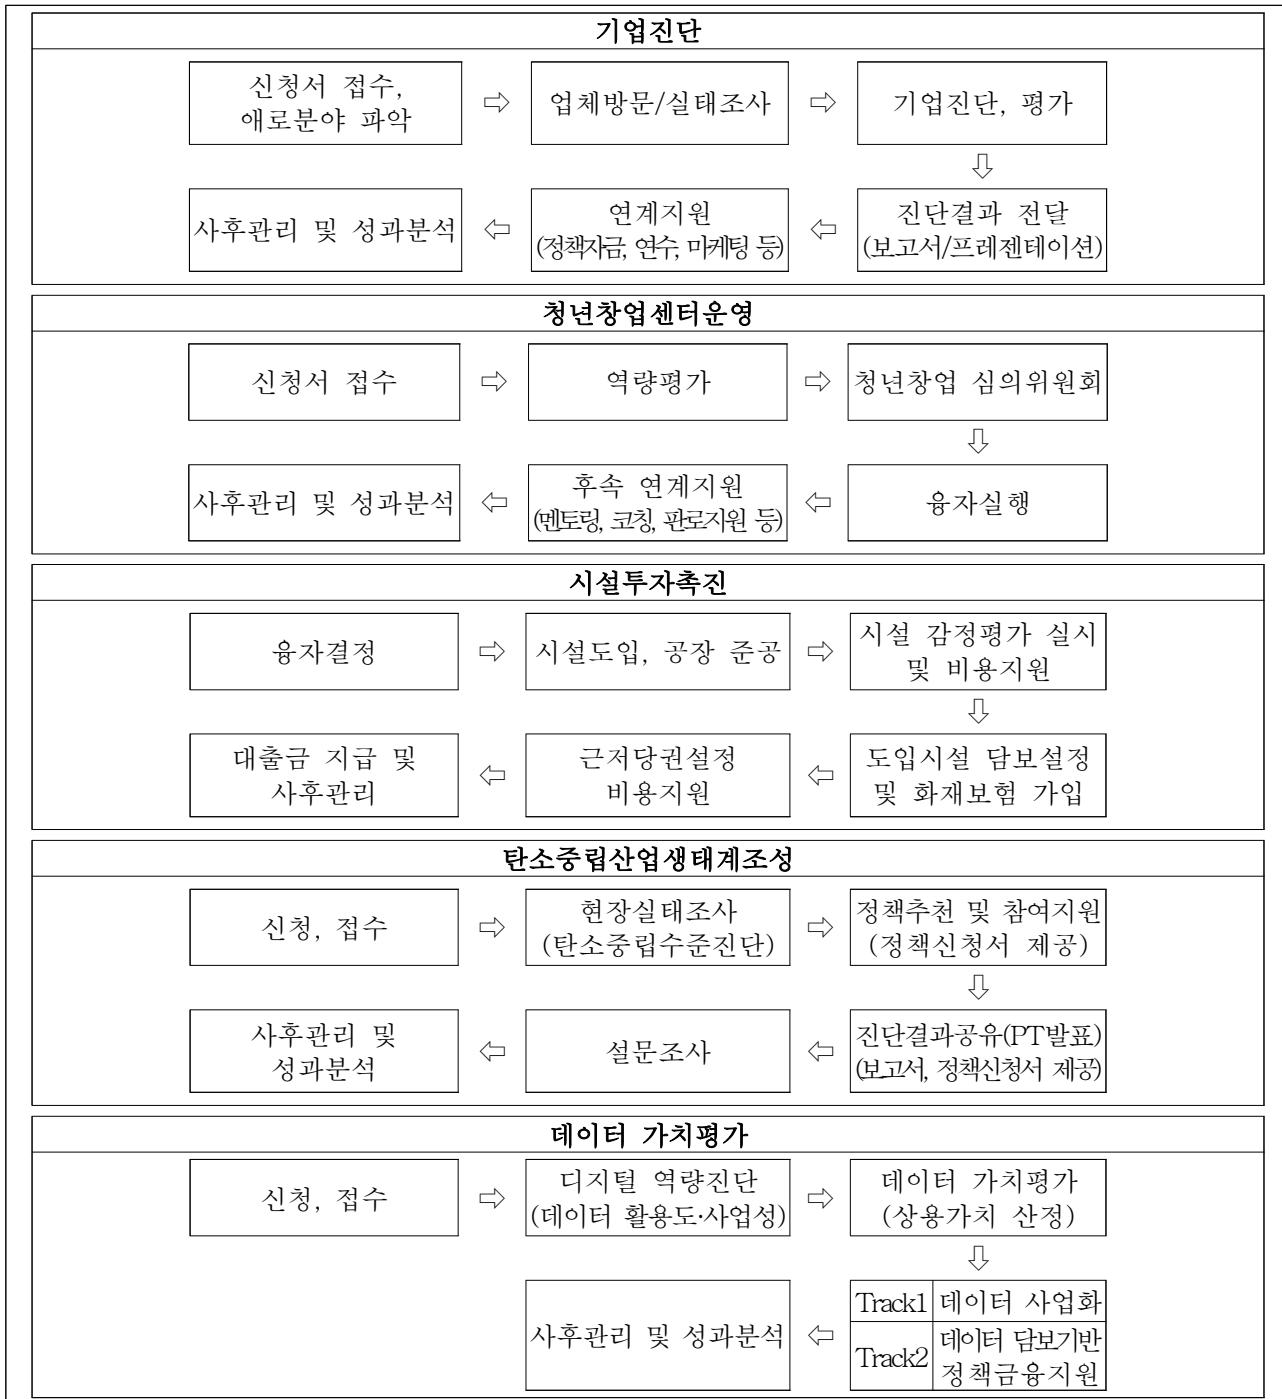 기업진단
신청서 접수,
애로분야 파악
⇨
업체방문/실태조사
⇨
기업진단, 평가
⇩
진단결과 전달
(보고서/프레젠테이션)
⇦
연계지원
(정책자금, 연수, 마케팅 등)
⇦
사후관리 및 성과분석
청년창업센터운영
신청서 접수
⇨
역량평가
⇨
청년창업 심의위원회
⇩
융자실행
⇦
후속 연계지원
(멘토링, 코칭, 판로지원 등)
⇦
사후관리 및 성과분석
시설투자촉진
융자결정
⇨
시설도입, 공장 준공
⇨
시설 감정평가 실시
및 비용지원
⇩
도입시설 담보설정
및 화재보험 가입
⇦
근저당권설정
비용지원
⇦
대출금 지급 및
사후관리
탄소중립산업생태계조성
신청, 접수
⇨
현장실태조사
(탄소중립수준진단)
⇨
정책추천 및 참여지원
(정책신청서 제공)
⇩
진단결과공유(PT발표)
(보고서, 정책신청서 제공)
⇦
설문조사
⇦
사후관리 및
성과분석
데이터 가치평가
신청, 접수
⇨
디지털 역량진단
(데이터 활용도·사업성)
⇨
데이터 가치평가
(상용가치 산정)
⇩
Track1 데이터 사업화
Track2 데이터 담보기반
정책금융지원
⇦
사후관리 및 성과분석